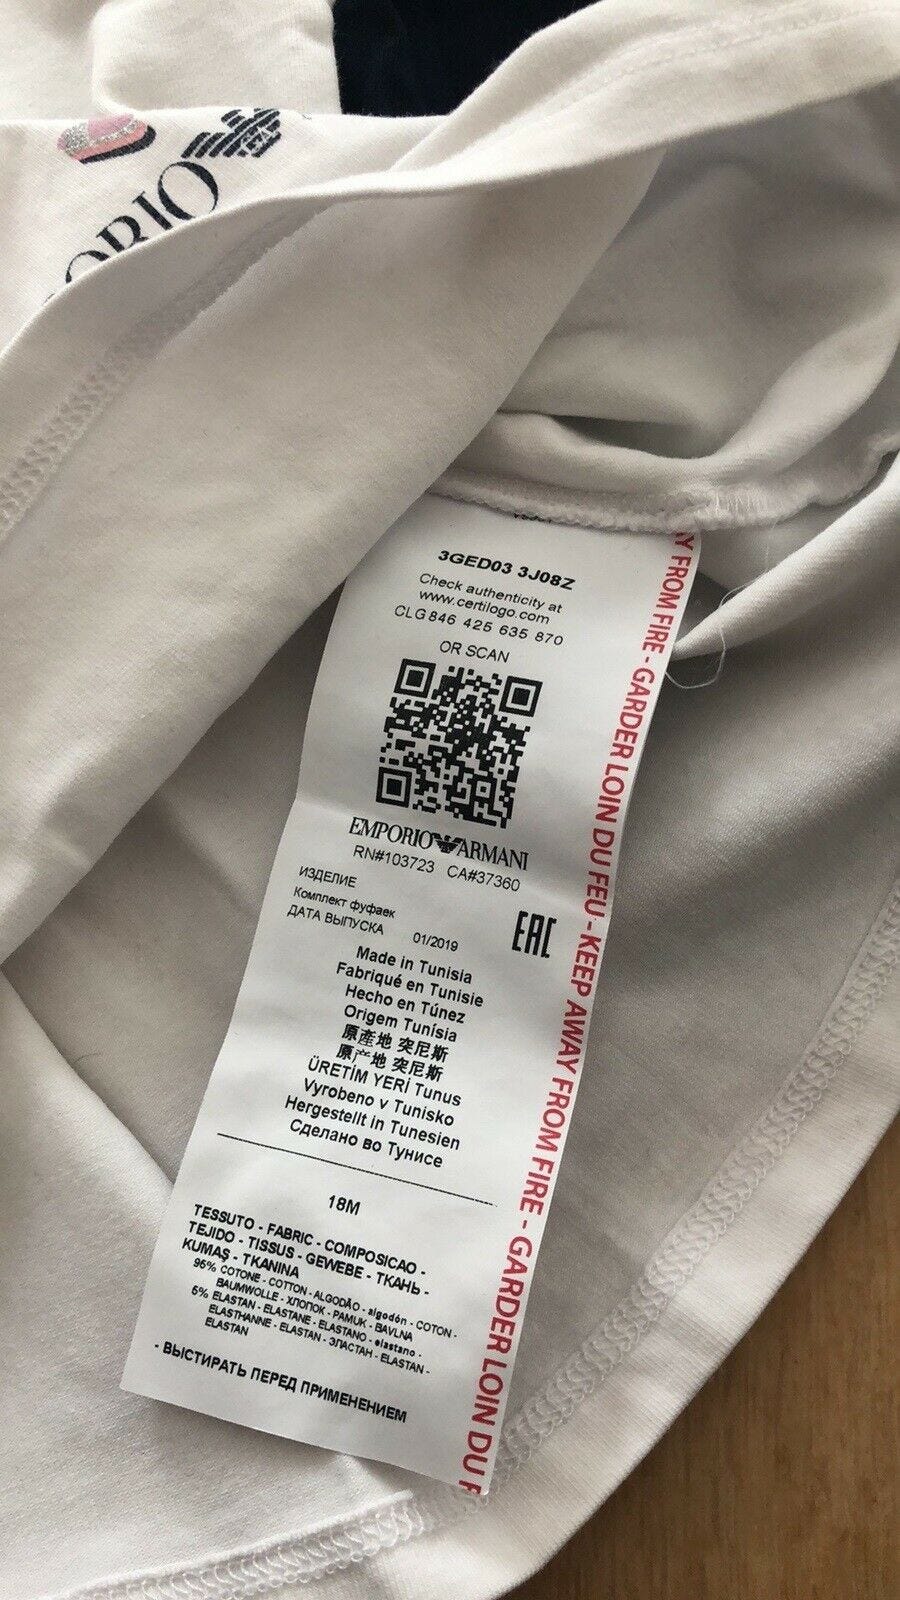 ORIO
3GED03 3J08Z
Check authenticity at
www.certilogo.com
CLG 846 425 635 870
OR SCAN
EMPORIO ARMANI
RN#103723 CA#37360
ИЗДЕЛИЕ
Комплект фуфаек
ДАТА ВЫПУСКА 01/2019
EAC
Made in Tunisia
Fabriqué en Tunisie
Hecho en Túnez
Origem Tunísia
原產地 突尼斯
原产地 突尼斯
ÜRETİM YERİ Tunus
Vyrobeno v Tunisko
Hergestellt in Tunesien
Сделано во Тунисе
18M
TESSUTO - FABRIC - COMPOSICAO -
TEJIDO - TISSUS - GEWEBE - ТКАНЬ -
KUMAŞ - TKANINA
95% COTONE - COTTON - ALGODÃO - algodón - COTON -
BAUMWOLLE - ХЛОПОК - PAMUK - BAVLNA
5% ELASTAN - ELASTANE - ELASTANO - elastano -
ELASTHANNE - ELASTAN - ЭЛАСТАН - ELASTAN -
ELASTAN
- ВЫСТИРАТЬ ПЕРЕД ПРИМЕНЕНИЕМ
Y FROM FIRE - GARDER LOIN DU FEU - KEEP AWAY FROM FIRE - GARDER LOIN DU F